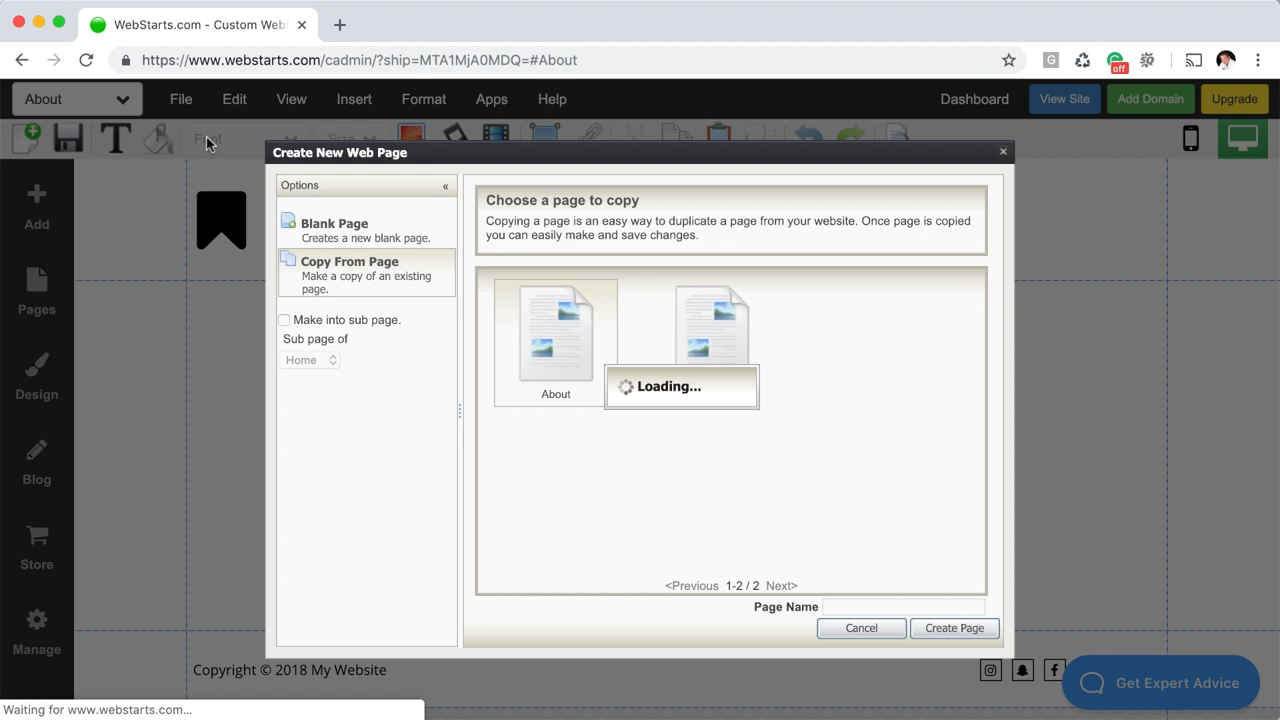 WebStarts.com - Custom Web
https://www.webstarts.com/cadmin/?ship=MTA1MjA0MDQ=#About
off
About File Edit View Insert Format Apps Help Dashboard View Site Add Domain Upgrade
Font Size
Create New Web Page
Options
Blank Page
Creates a new blank page.
Copy From Page
Make a copy of an existing
page.
Make into sub page.
Sub page of
Home
Choose a page to copy
Copying a page is an easy way to duplicate a page from your website. Once page is copied
you can easily make and save changes.
About
Loading...
<Previous 1-2 / 2 Next>
Page Name
Cancel Create Page
Add
Pages
Design
Blog
Store
Manage
Copyright © 2018 My Website
Get Expert Advice
Waiting for www.webstarts.com...